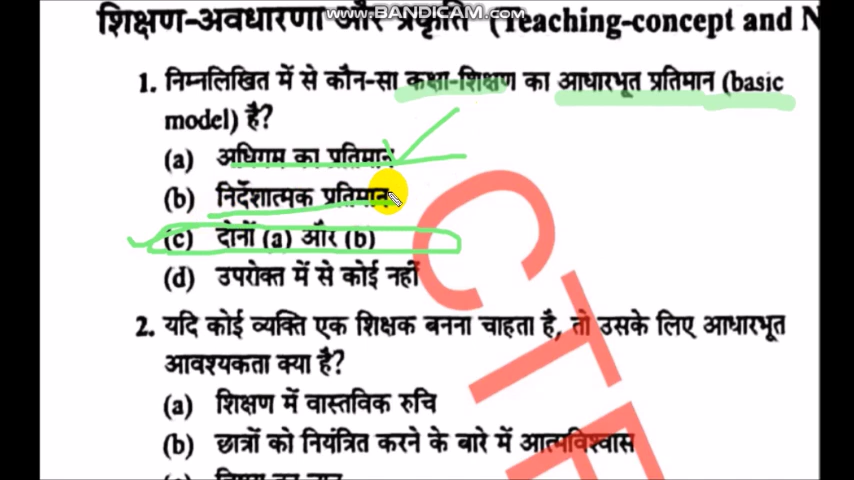 www.BANDICAM.com
शिक्षण-अवधारणा और प्रकृति (Teaching-concept and N
1. निम्नलिखित में से कौन-सा कक्षा-शिक्षण का आधारभूत प्रतिमान (basic
model) है?
(a) अधिगम का प्रतिमान
(b) निर्देशात्मक प्रतिमान
(c) दोनों (a) और (b)
(d) उपरोक्त में से कोई नहीं
2. यदि कोई व्यक्ति एक शिक्षक बनना चाहता है, तो उसके लिए आधारभूत
आवश्यकता क्या है?
(a) शिक्षण में वास्तविक रुचि
(b) छात्रों को नियंत्रित करने के बारे में आत्मविश्वास
CTE